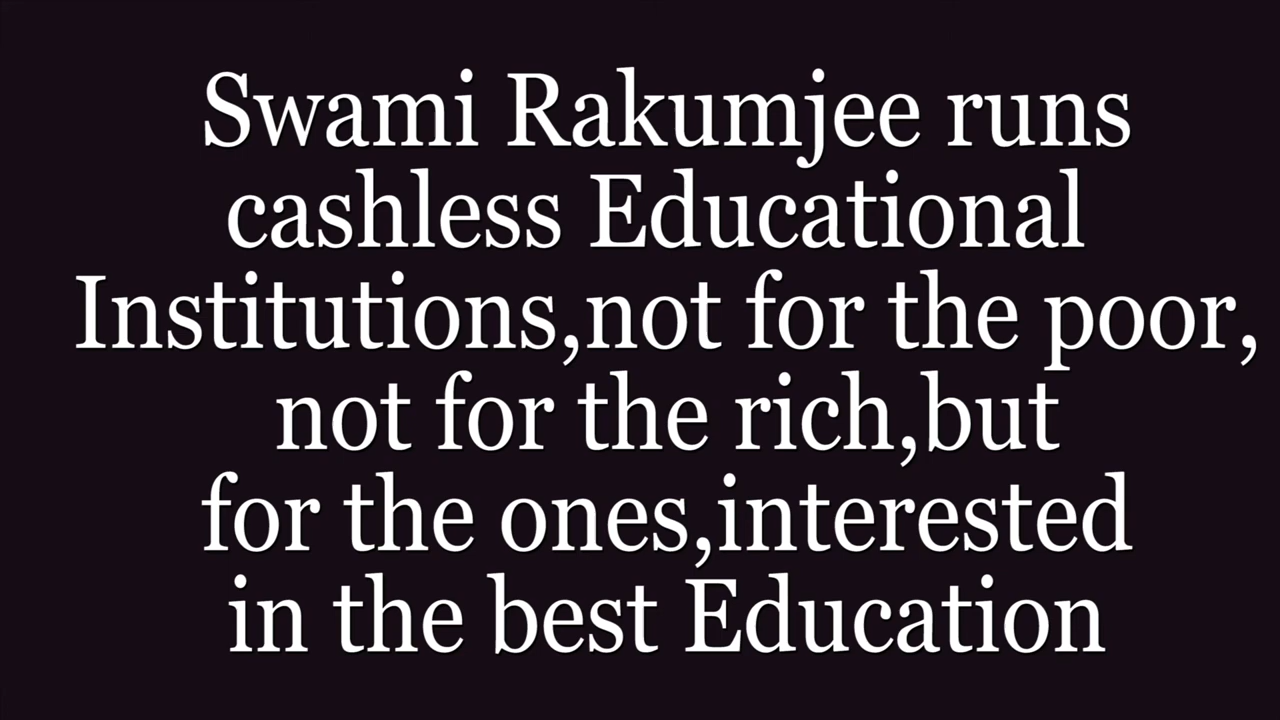 Swami Rakumjee runs
cashless Educational
Institutions,not for the poor,
not for the rich,but
for the ones,interested
in the best Education